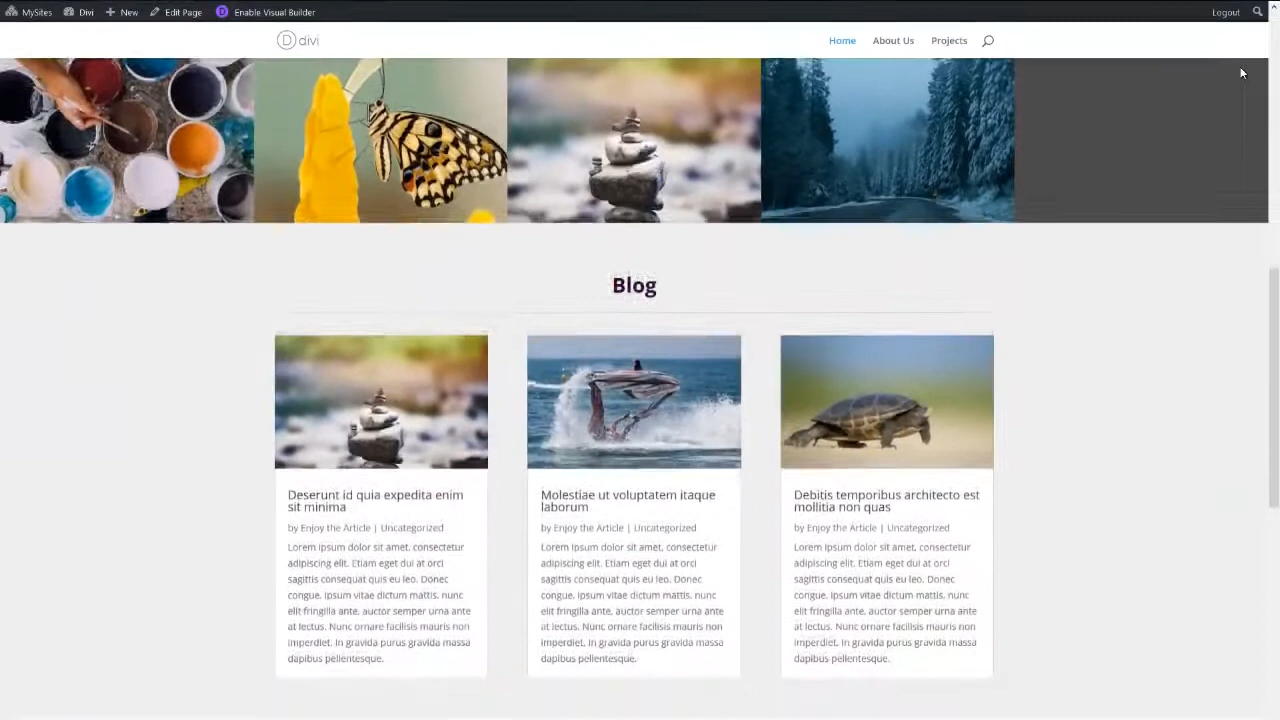 MySites Divi New Edit Page Enable Visual Builder Logout
D divi Home About Us Projects
Blog
Deserunt id quia expedita enim
sit minima
by Enjoy the Article | Uncategorized
Lorem ipsum dolor sit amet, consectetur
adipiscing elit. Etiam eget dui at orci
sagittis consequat quis eu leo. Donec
congue, ipsum vitae dictum mattis, nunc
elit fringilla ante, auctor semper urna ante
at lectus. Nunc ornare facilisis mauris non
imperdiet. In gravida purus gravida massa
dapibus pellentesque.
Molestiae ut voluptatem itaque
laborum
by Enjoy the Article | Uncategorized
Lorem ipsum dolor sit amet, consectetur
adipiscing elit. Etiam eget dui at orci
sagittis consequat quis eu leo. Donec
congue, ipsum vitae dictum mattis, nunc
elit fringilla ante, auctor semper urna ante
at lectus. Nunc ornare facilisis mauris non
imperdiet. In gravida purus gravida massa
dapibus pellentesque.
Debitis temporibus architecto est
mollitia non quas
by Enjoy the Article | Uncategorized
Lorem ipsum dolor sit amet, consectetur
adipiscing elit. Etiam eget dui at orci
sagittis consequat quis eu leo. Donec
congue, ipsum vitae dictum mattis, nunc
elit fringilla ante, auctor semper urna ante
at lectus. Nunc ornare facilisis mauris non
imperdiet. In gravida purus gravida massa
dapibus pellentesque.